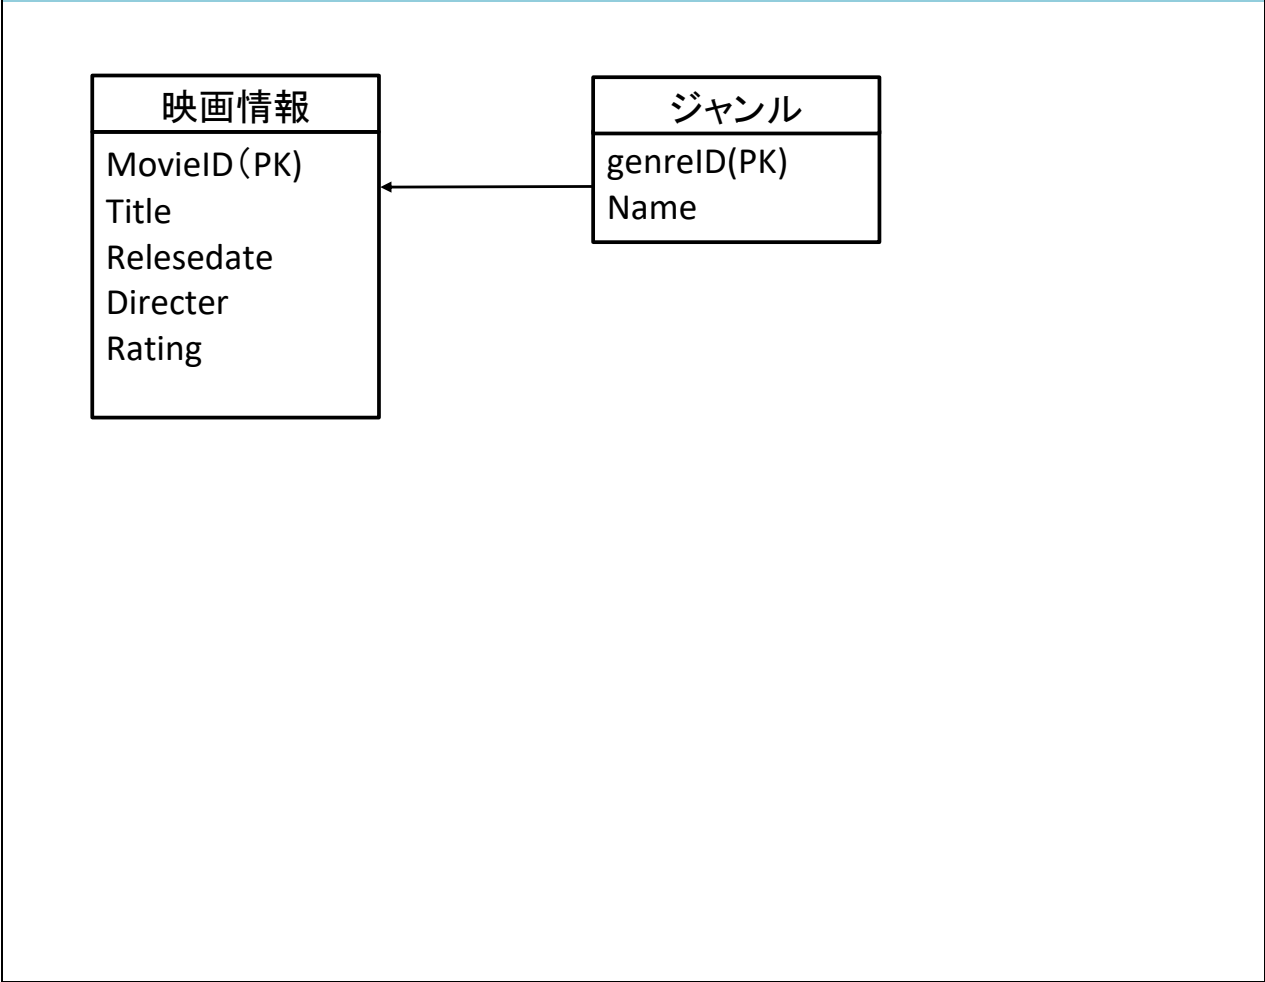 映画情報
MovieID（PK)
Title
Relesedate
Directer
Rating
ジャンル
genreID(PK)
Name